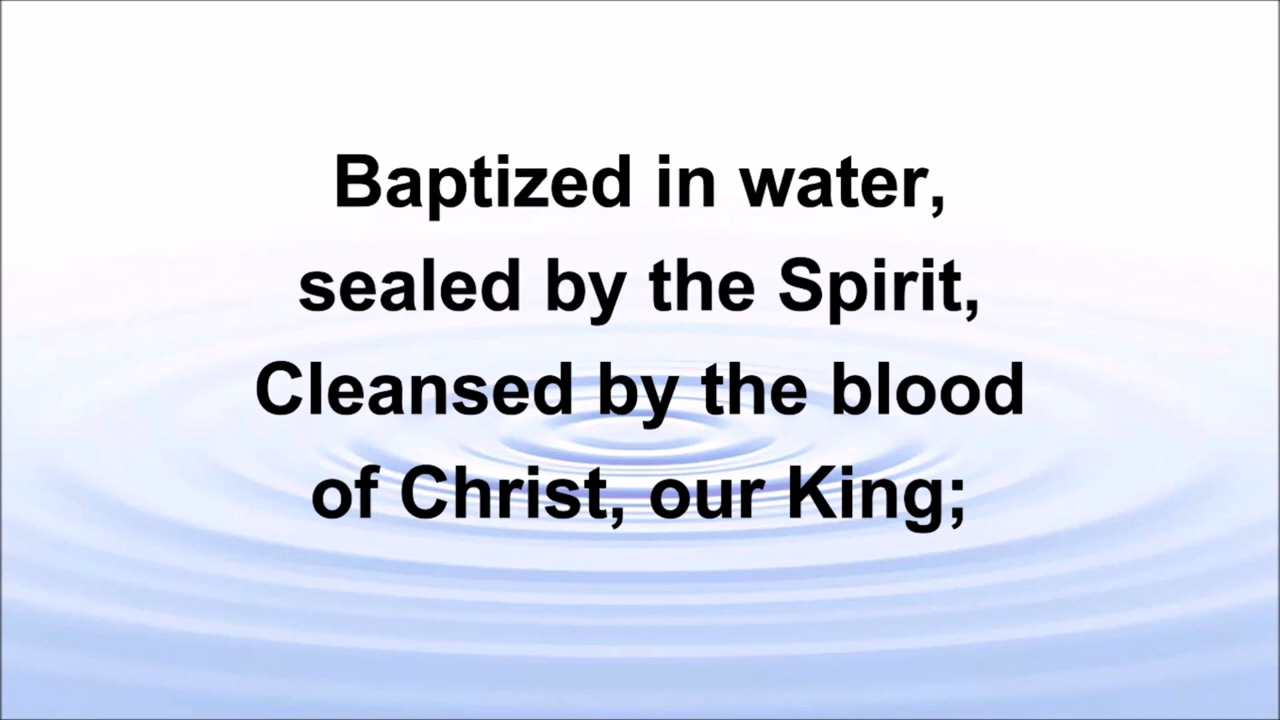 Baptized in water,
sealed by the Spirit,
Cleansed by the blood
of Christ, our King;